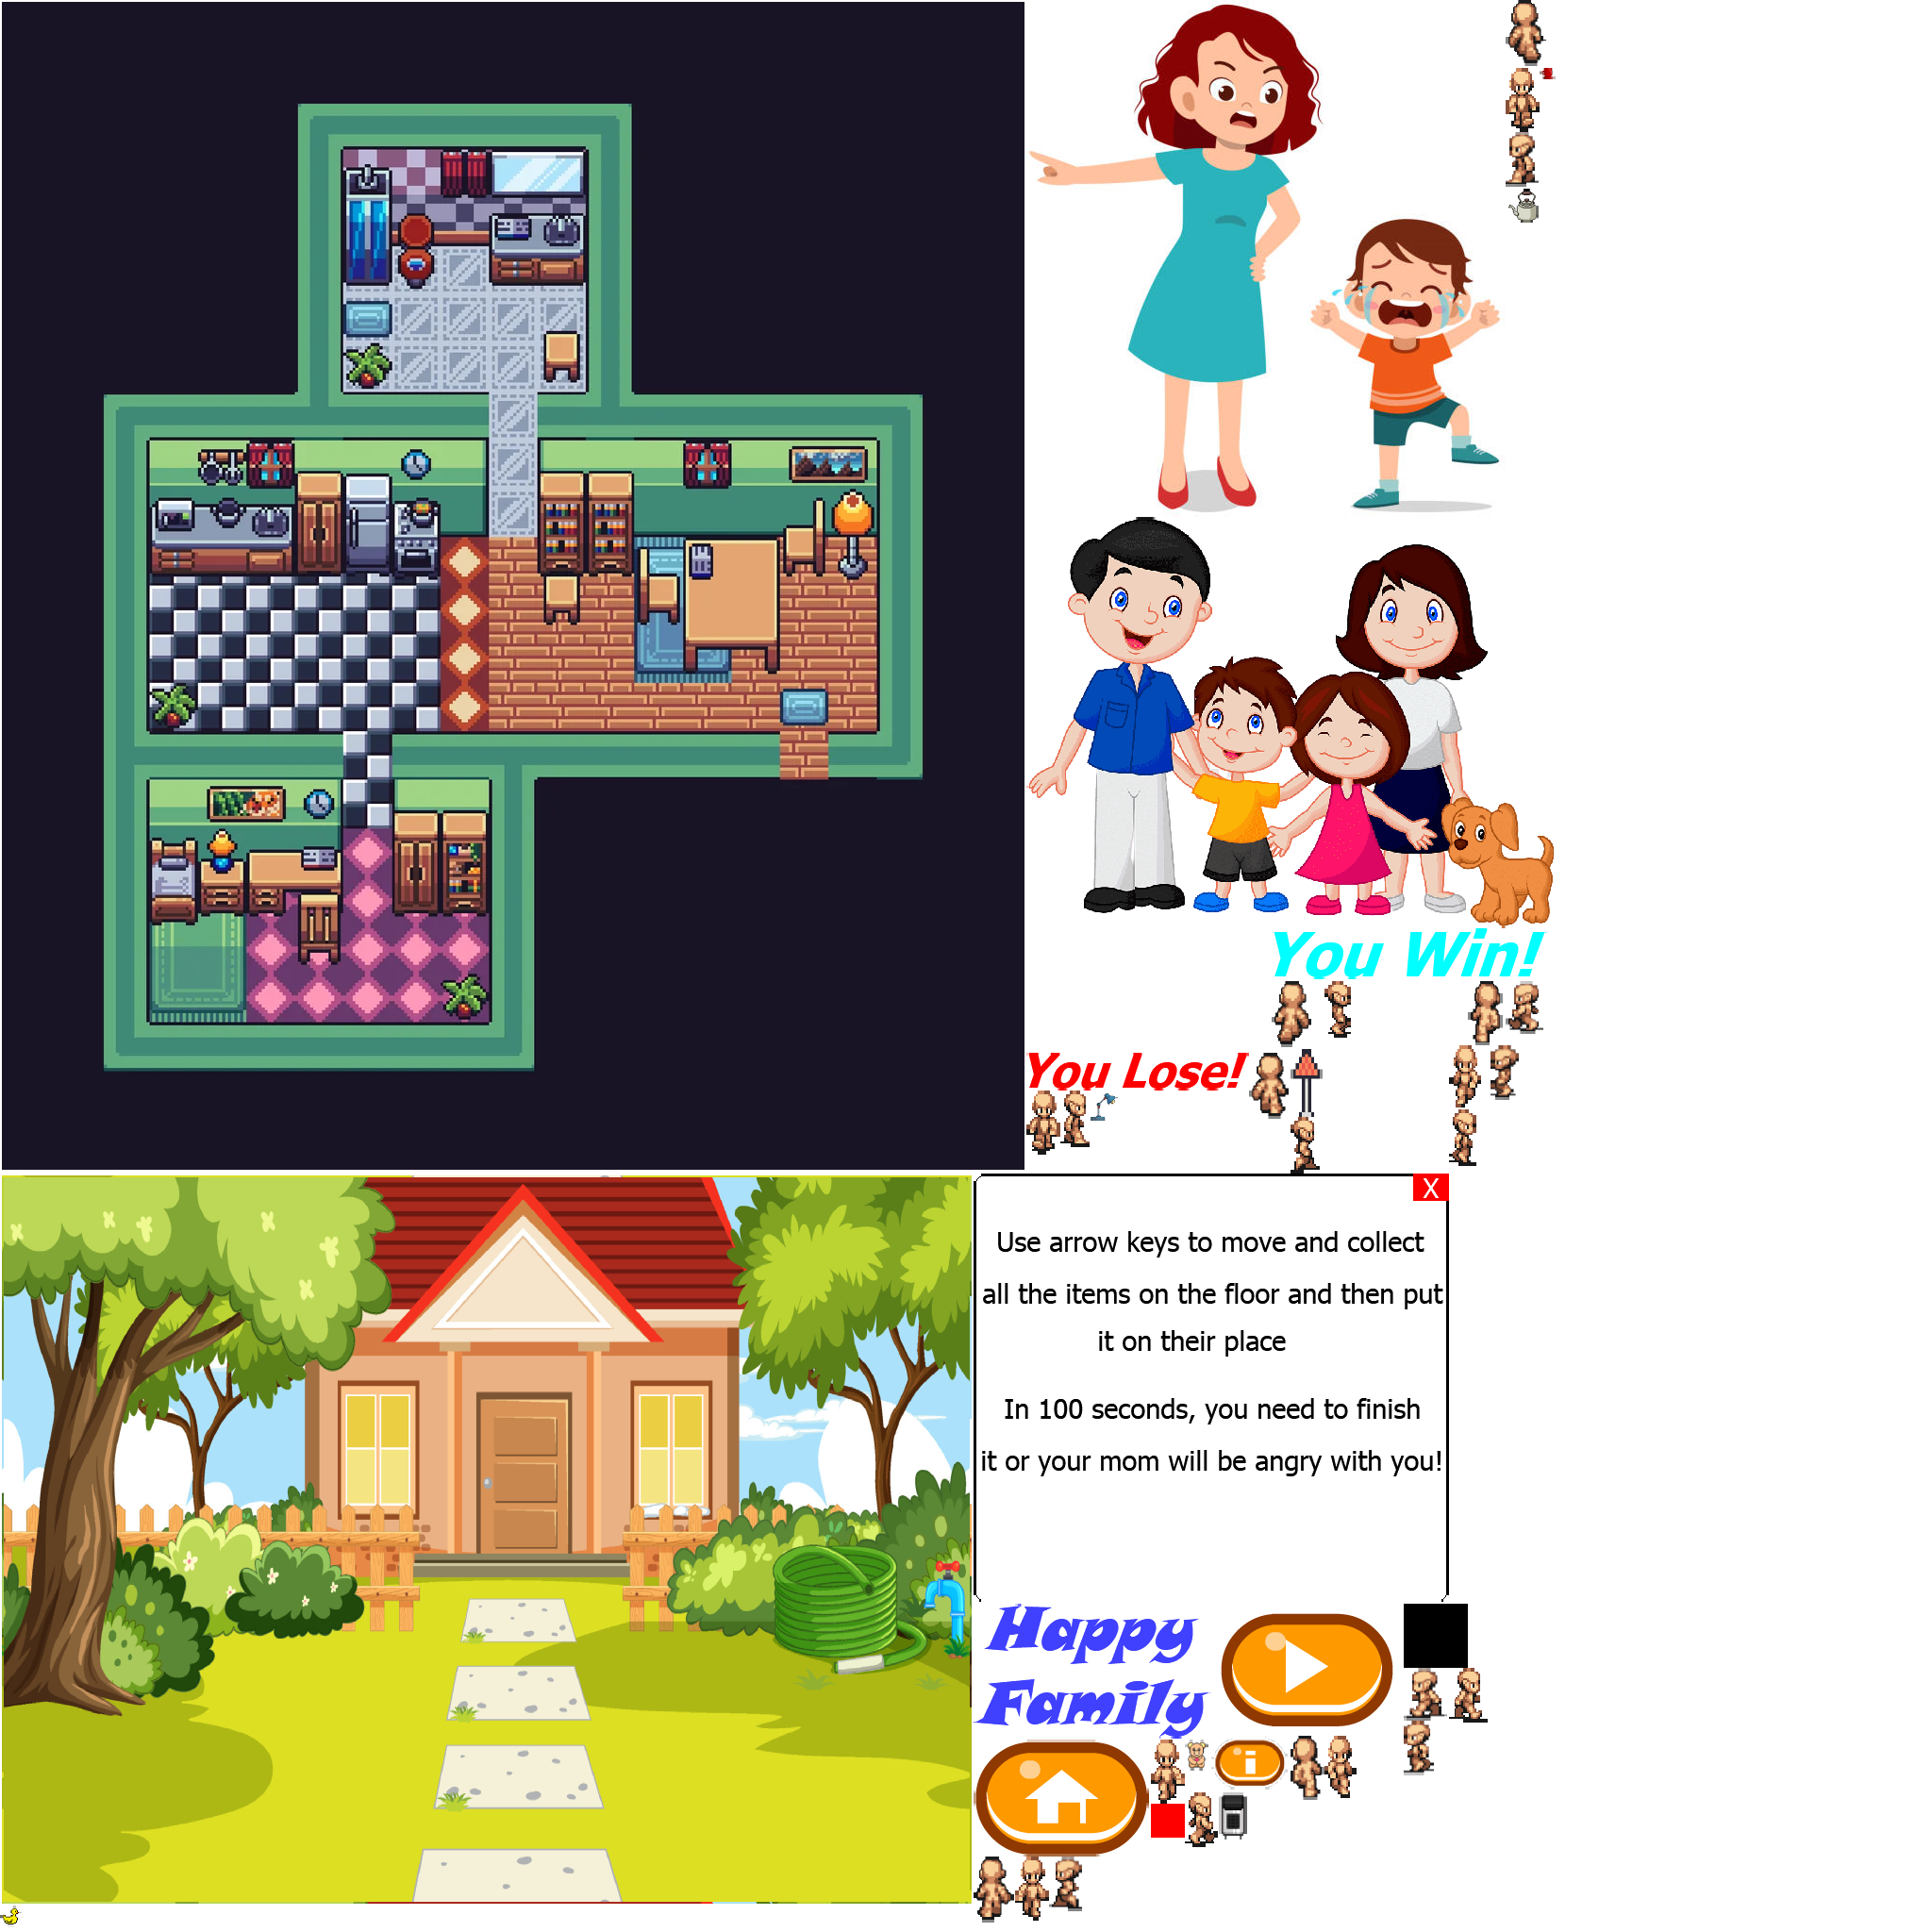 You Win!
You Lose!
X
Use arrow keys to move and collect
all the items on the floor and then put
it on their place
In 100 seconds, you need to finish
it or your mom will be angry with you!
Happy
Family
i